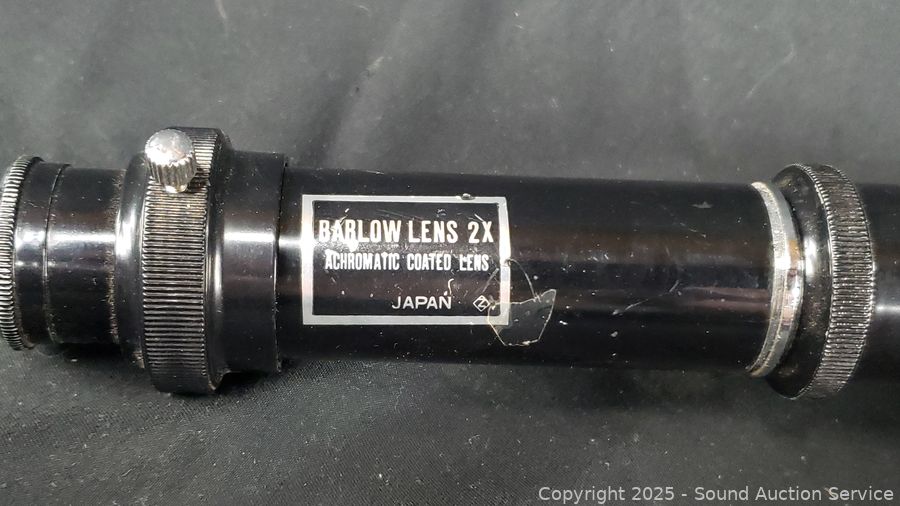 BARLOW LENS 2X
ACHROMATIC COATED LENS
JAPAN
Copyright © 2025 - Sound Auction Service